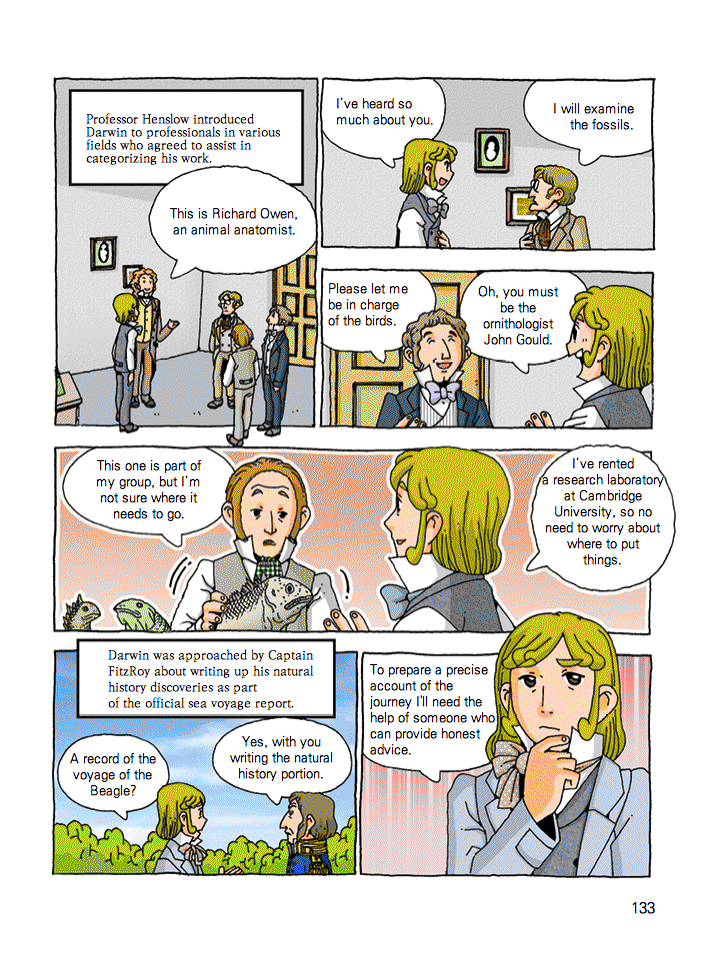 Professor Henslow introduced
Darwin to professionals in various
fields who agreed to assist in
categorizing his work.
This is Richard Owen,
an animal anatomist.
I've heard so
much about you.
I will examine
the fossils.
Please let me
be in charge
of the birds.
Oh, you must
be the
ornithologist
John Gould.
This one is part of
my group, but I'm
not sure where it
needs to go.
I've rented
a research laboratory
at Cambridge
University, so no
need to worry about
where to put
things.
Darwin was approached by Captain
FitzRoy about writing up his natural
history discoveries as part
of the official sea voyage report.
A record of the
voyage of the
Beagle?
Yes, with you
writing the natural
history portion.
To prepare a precise
account of the
journey I'll need the
help of someone who
can provide honest
advice.
133